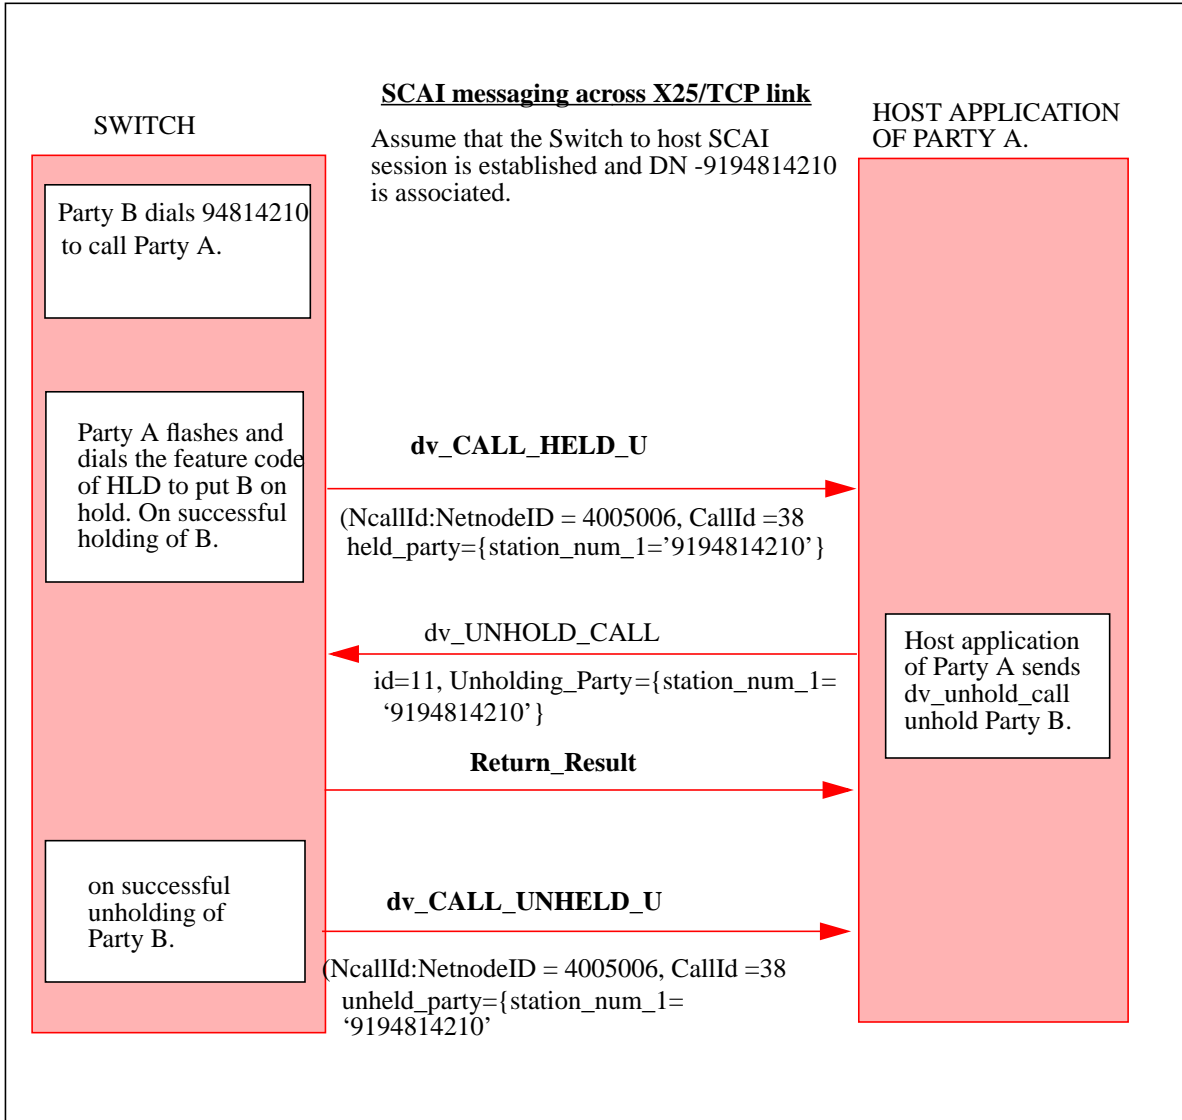 SCAI messaging across X25/TCP link
SWITCH
HOST APPLICATION
OF PARTY A.
Assume that the Switch to host SCAI
session is established and DN -9194814210
is associated.
Party B dials 94814210
to call Party A.
Party A flashes and
dials the feature code
of HLD to put B on
hold. On successful
holding of B.
dv_CALL_HELD_U
(NcallId:NetnodeID = 4005006, CallId =38
held_party={station_num_1=’9194814210’}
dv_UNHOLD_CALL
id=11, Unholding_Party={station_num_1=
‘9194814210’}
Host application
of Party A sends
dv_unhold_call
unhold Party B.
Return_Result
on successful
unholding of
Party B.
dv_CALL_UNHELD_U
(NcallId:NetnodeID = 4005006, CallId =38
unheld_party={station_num_1=
‘9194814210’